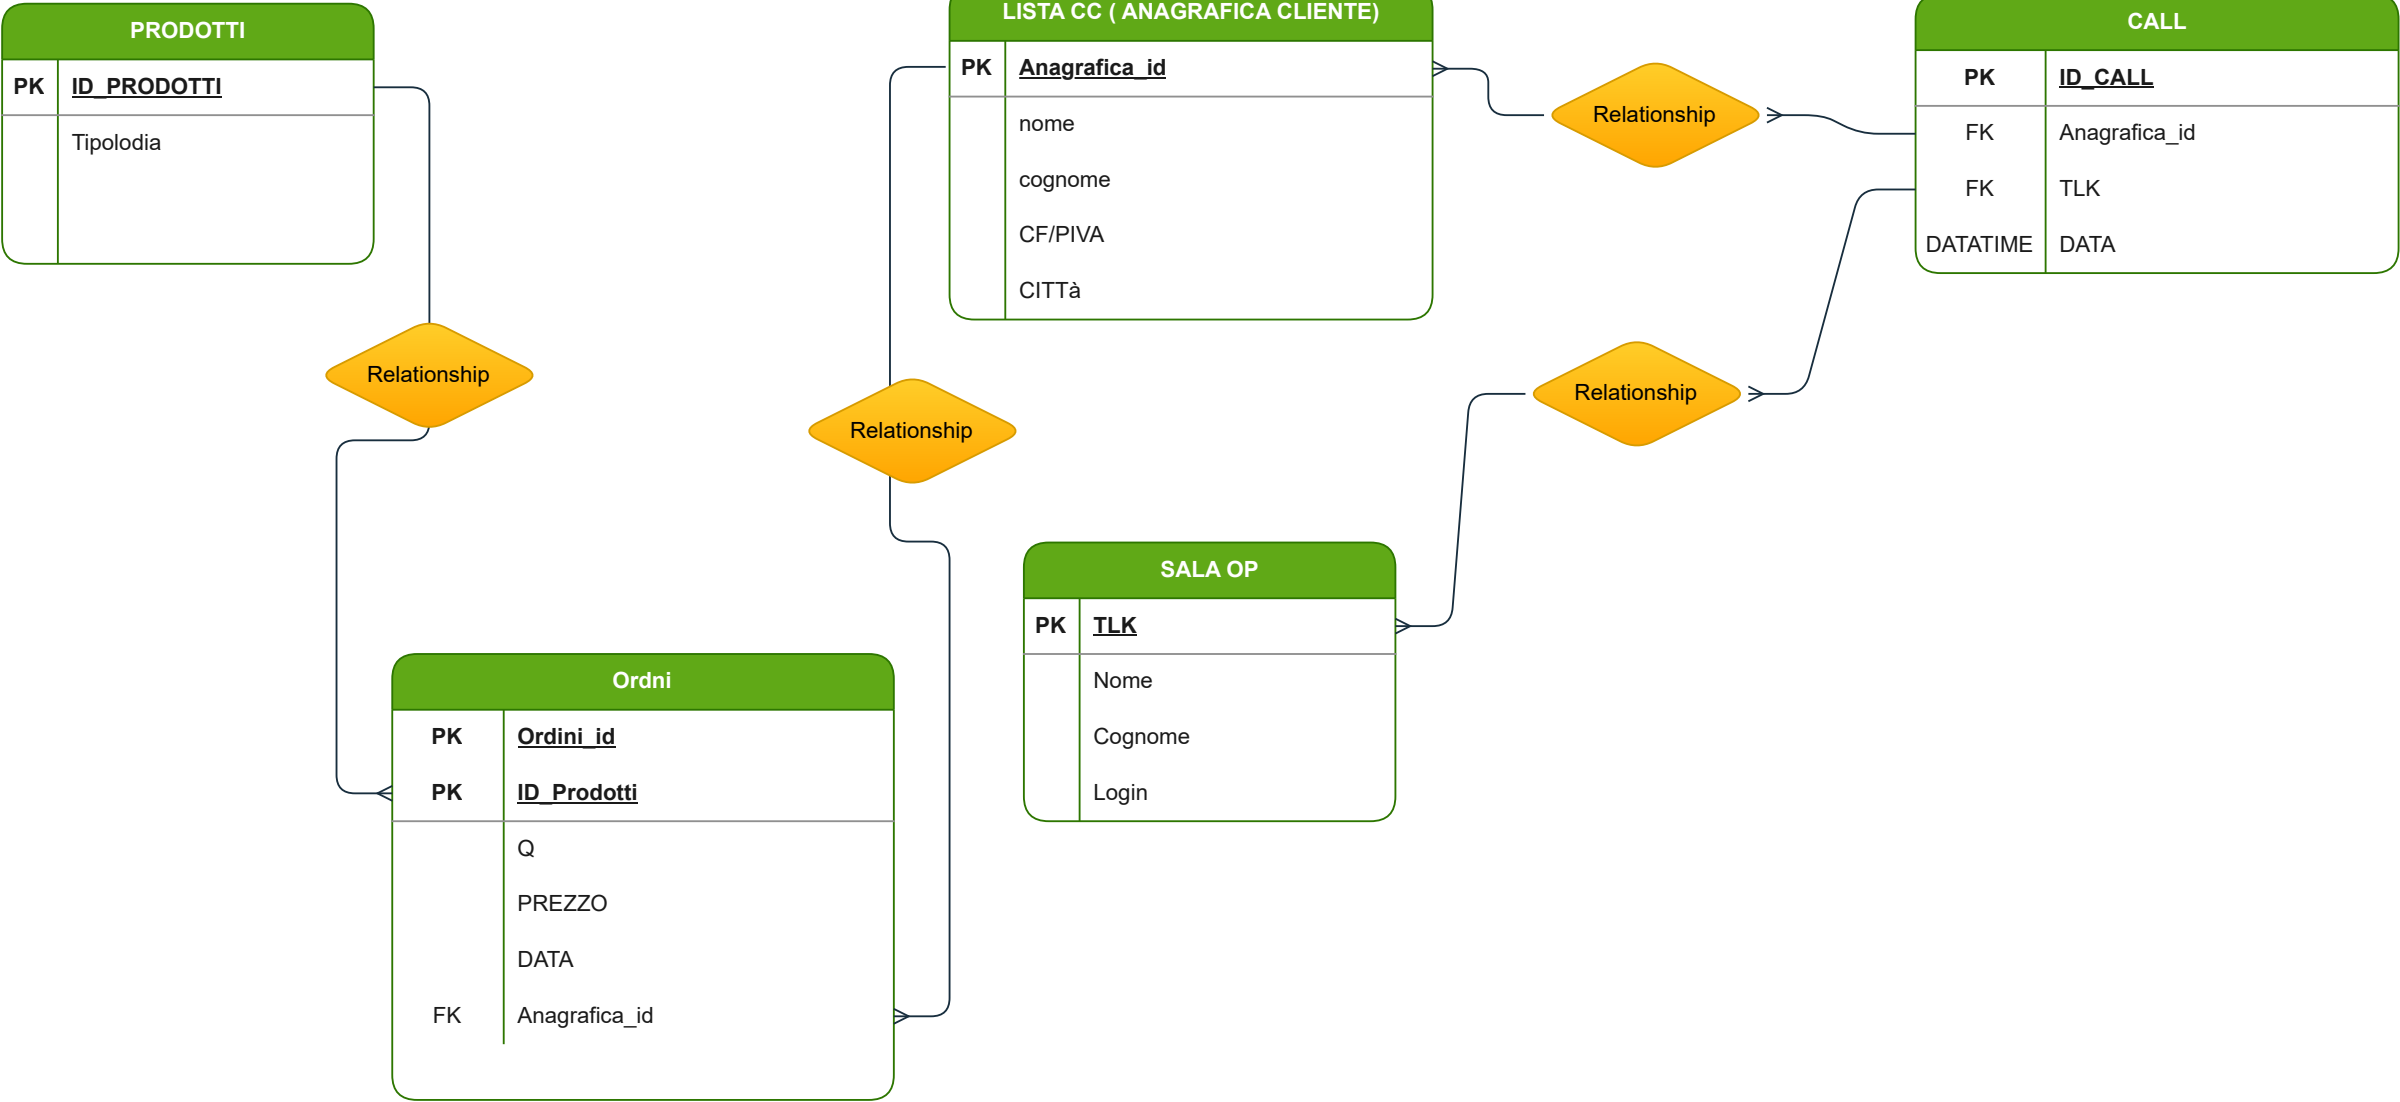 PRODOTTI
PK ID_PRODOTTI
Tipolodia
LISTA CC ( ANAGRAFICA CLIENTE)
PK Anagrafica_id
nome
cognome
CF/PIVA
CITTà
CALL
PK ID_CALL
FK Anagrafica_id
FK TLK
DATATIME DATA
Relationship
Relationship
Relationship
Relationship
SALA OP
PK TLK
Nome
Cognome
Login
Ordni
PK Ordini_id
PK ID_Prodotti
Q
PREZZO
DATA
FK Anagrafica_id